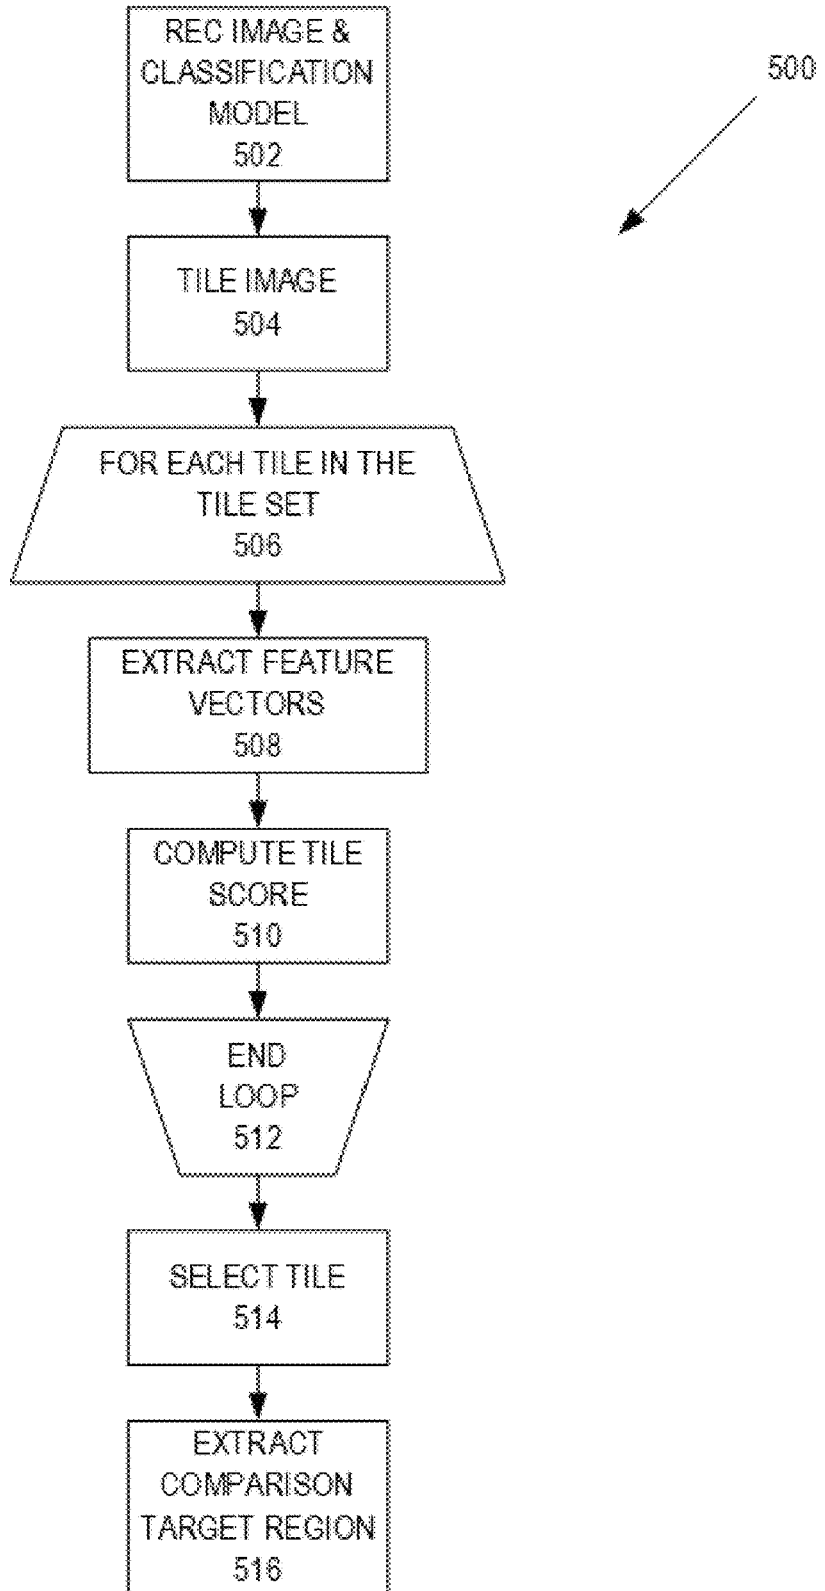 REC IMAGE &
CLASSIFICATION
MODEL
502
500
TILE IMAGE
504
FOR EACH TILE IN THE
TILE SET
506
EXTRACT FEATURE
VECTORS
508
COMPUTE TILE
SCORE
510
END
LOOP
512
SELECT TILE
514
EXTRACT
COMPARISON
TARGET REGION
516